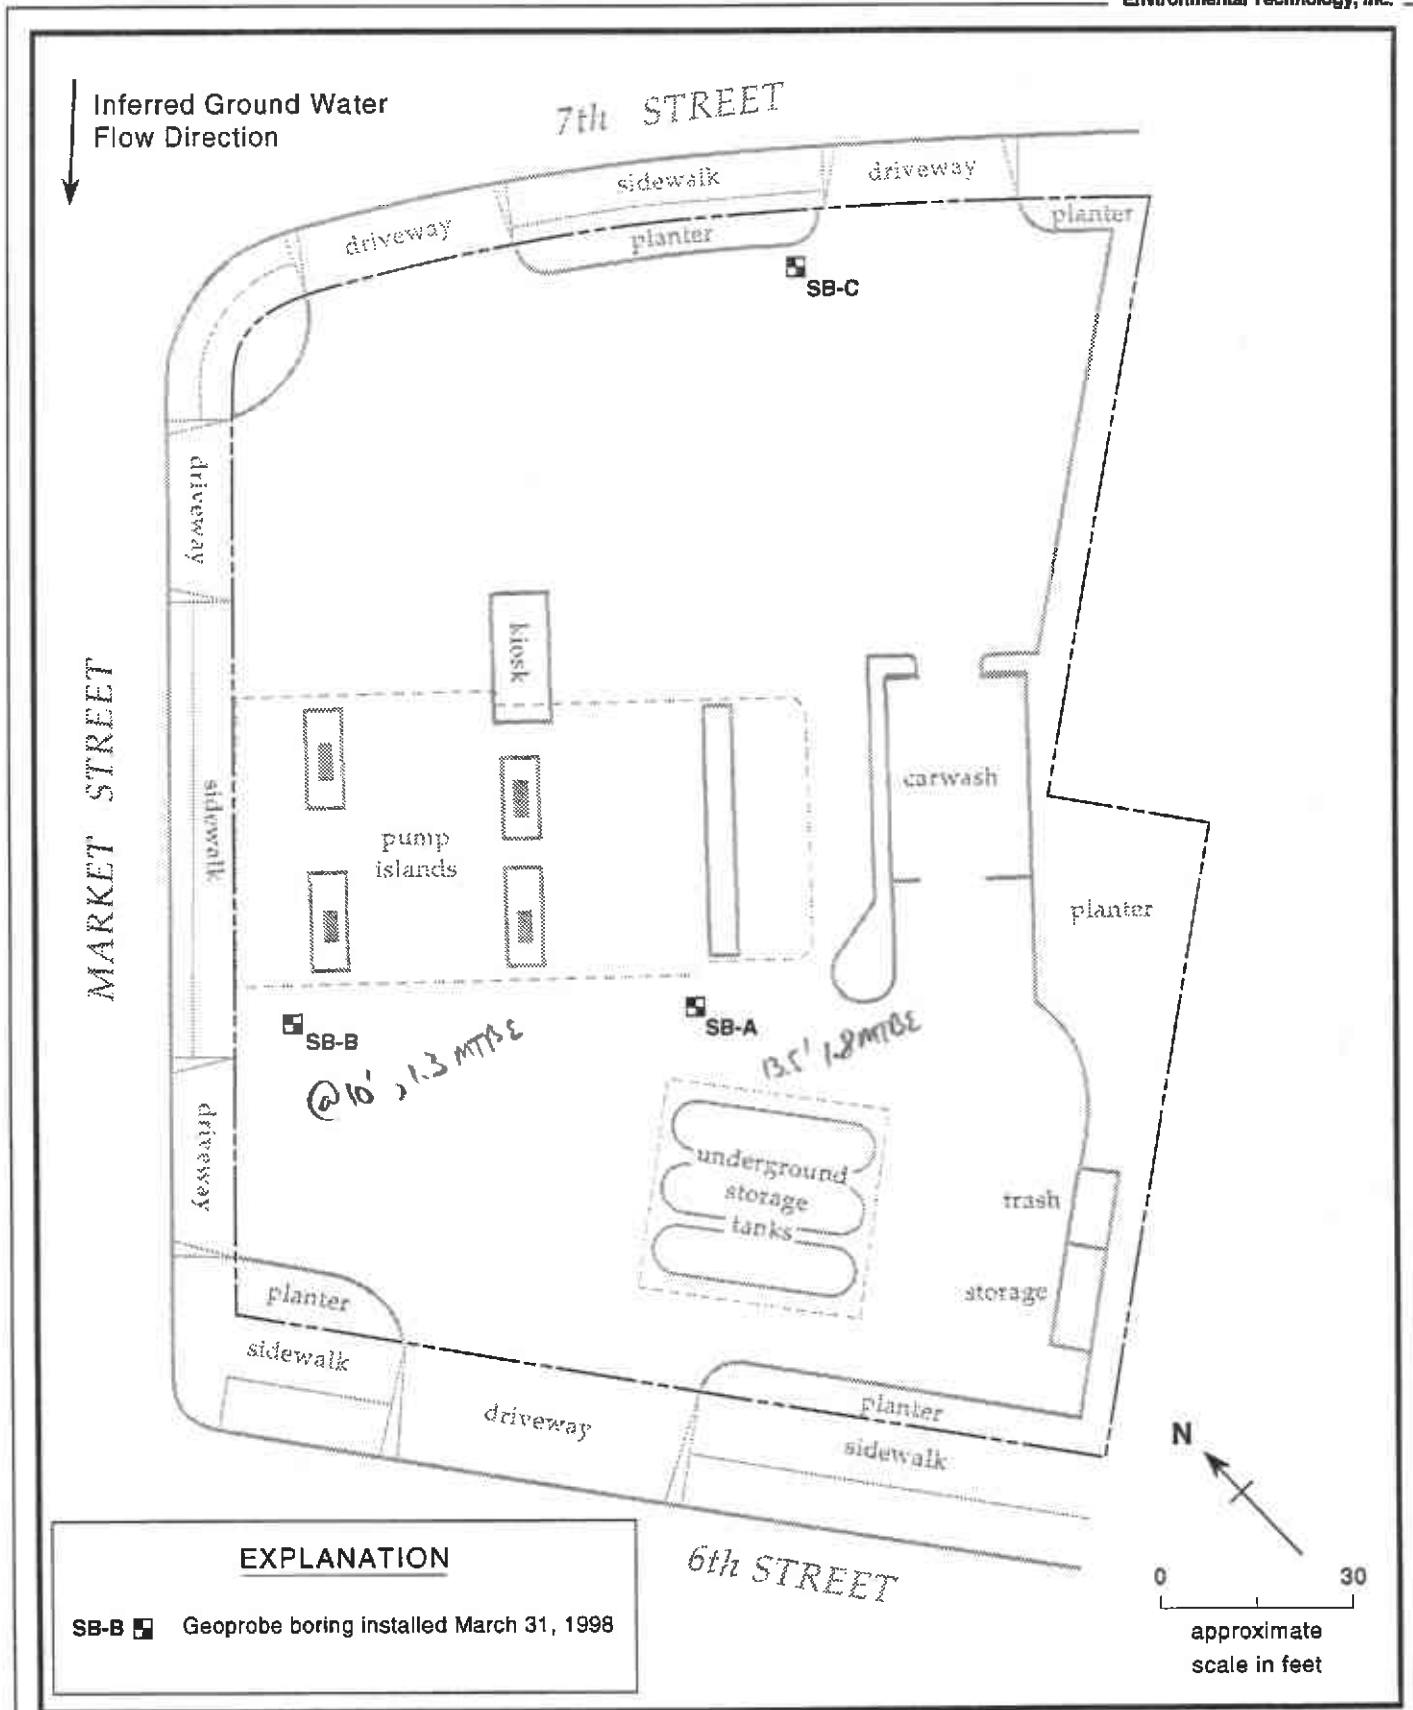 Environmental Technology, Inc.
Inferred Ground Water
Flow Direction
7th STREET
sidewalk
driveway
driveway
planter
planter
SB-C
driveway
kiosk
MARKET STREET
sidewalk
carwash
pump
islands
planter
SB-B
SB-A
@ 10', 1.3 MTBE
13.5' 1.8 MTBE
driveway
underground
storage
tanks
trash
storage
planter
sidewalk
driveway
planter
sidewalk
N
6th STREET
EXPLANATION
SB-B Geoprobe boring installed March 31, 1998
0 30
approximate
scale in feet